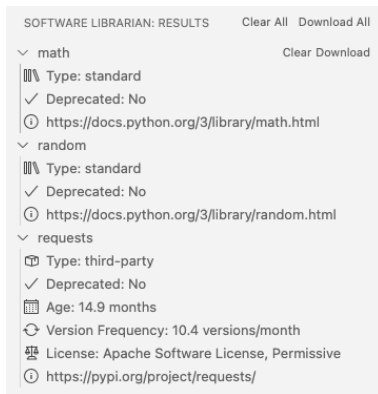 SOFTWARE LIBRARIAN: RESULTS Clear All Download All
math Clear Download
Type: standard
Deprecated: No
https://docs.python.org/3/library/math.html
random
Type: standard
Deprecated: No
https://docs.python.org/3/library/random.html
requests
Type: third-party
Deprecated: No
Age: 14.9 months
Version Frequency: 10.4 versions/month
License: Apache Software License, Permissive
https://pypi.org/project/requests/